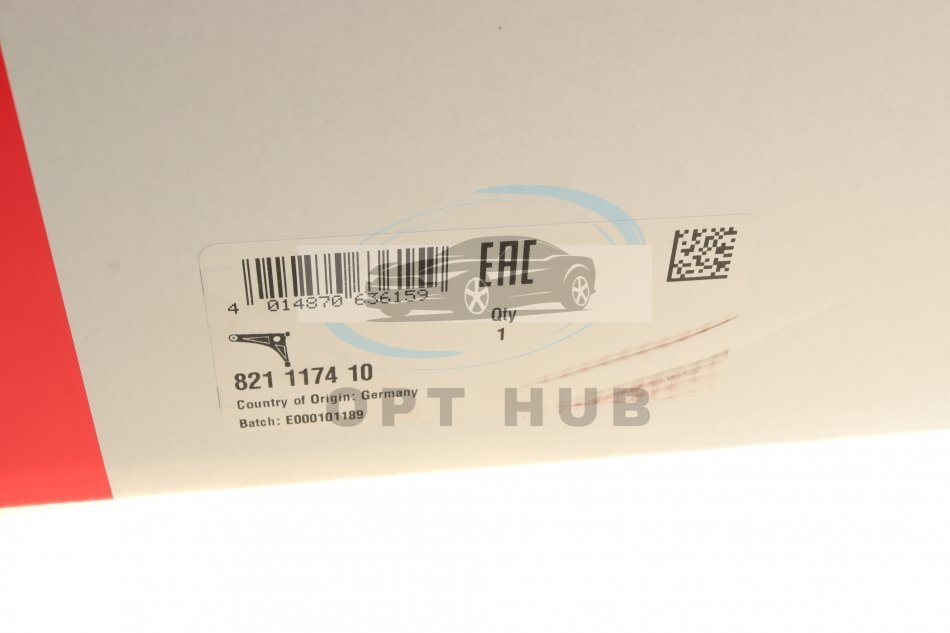 EAC
4 014870 636159
Qty
1
821 1174 10
Country of Origin: Germany
Batch: E000101189
OPT HUB